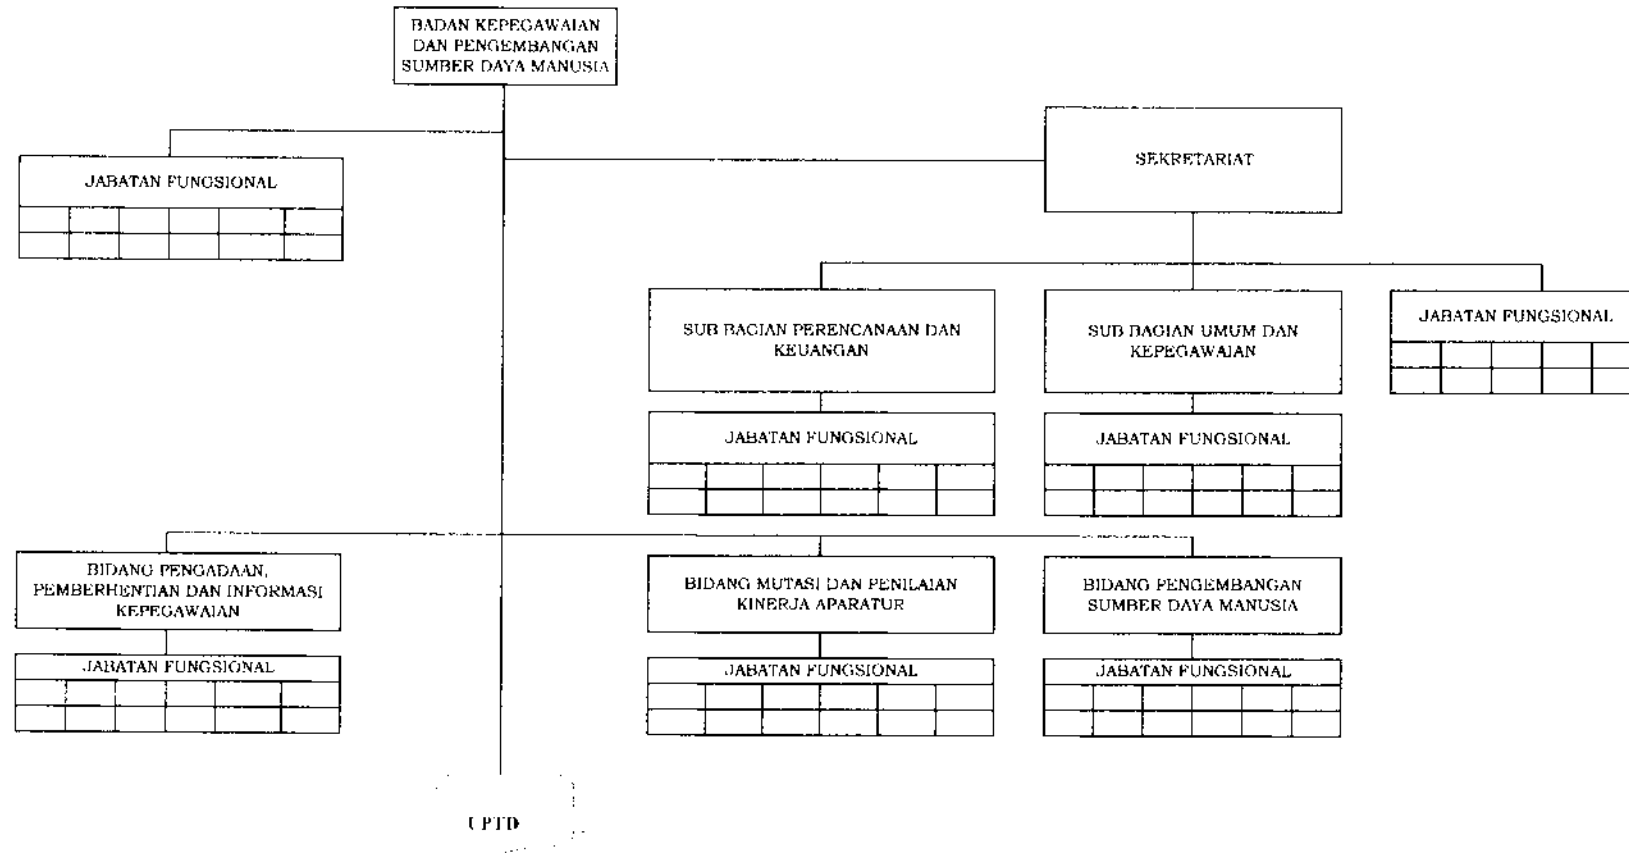 BADAN KEPEGAWAIAN
DAN PENGEMBANGAN
SUMBER DAYA MANUSIA
SEKRETARIAT
JABATAN FUNGSIONAL
SUB BAGIAN PERENCANAAN DAN
KEUANGAN
SUB BAGIAN UMUM DAN
KEPEGAWAIAN
JABATAN FUNGSIONAL
JABATAN FUNGSIONAL
JABATAN FUNGSIONAL
BIDANG PENGADAAN,
PEMBERHENTIAN DAN INFORMASI
KEPEGAWAIAN
BIDANG MUTASI DAN PENILAIAN
KINERJA APARATUR
BIDANG PENGEMBANGAN
SUMBER DAYA MANUSIA
JABATAN FUNGSIONAL
JABATAN FUNGSIONAL
JABATAN FUNGSIONAL
UPTD